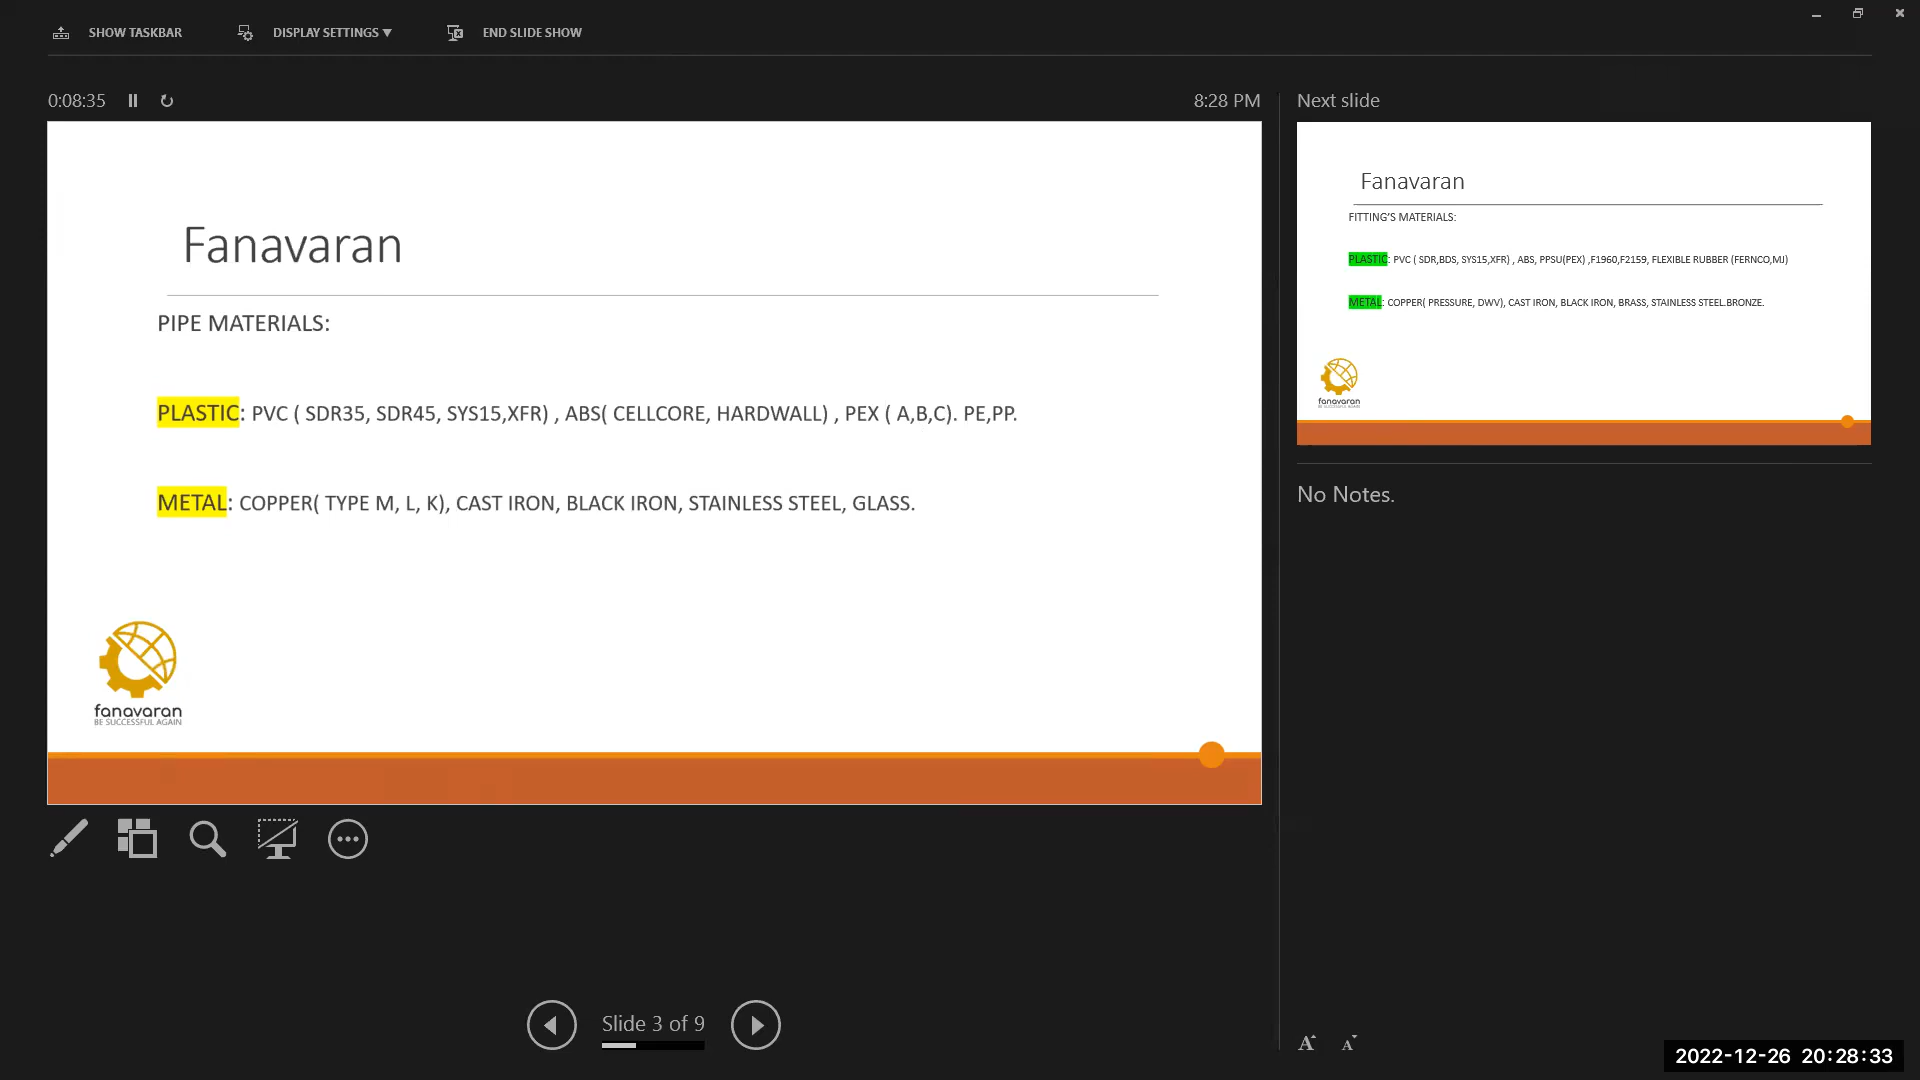 SHOW TASKBAR
DISPLAY SETTINGS ▼
END SLIDE SHOW
0:08:35
8:28 PM
Fanavaran
PIPE MATERIALS:
PLASTIC: PVC ( SDR35, SDR45, SYS15,XFR) , ABS( CELLCORE, HARDWALL) , PEX ( A,B,C). PE,PP.
METAL: COPPER( TYPE M, L, K), CAST IRON, BLACK IRON, STAINLESS STEEL, GLASS.
fanavaran
BE SUCCESSFUL AGAIN
Slide 3 of 9
Next slide
Fanavaran
FITTING'S MATERIALS:
PLASTIC: PVC ( SDR,BDS, SYS15,XFR) , ABS, PPSU(PEX) ,F1960,F2159, FLEXIBLE RUBBER (FERNCO,MJ)
METAL: COPPER( PRESSURE, DWV), CAST IRON, BLACK IRON, BRASS, STAINLESS STEEL.BRONZE.
fanavaran
BE SUCCESSFUL AGAIN
No Notes.
A A
2022-12-26 20:28:33